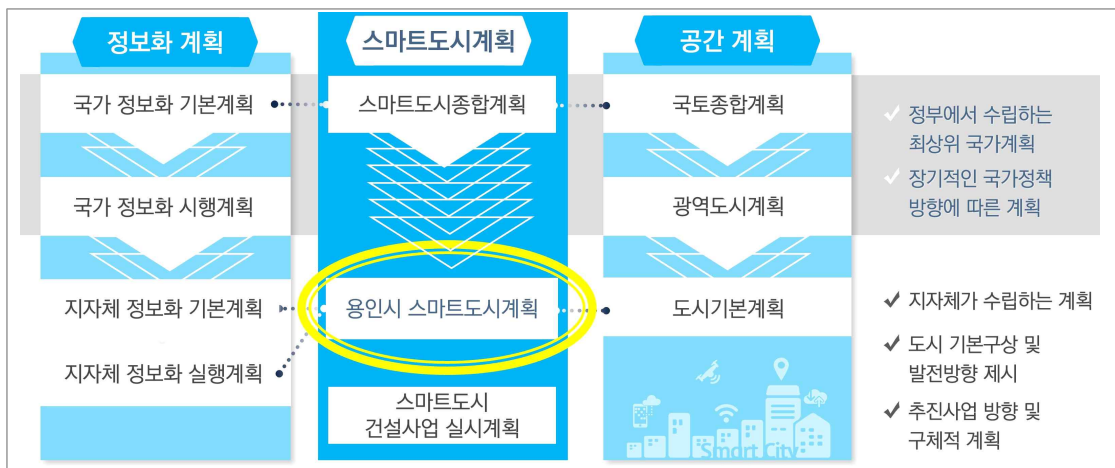 정보화 계획
스마트도시계획
공간 계획
국가 정보화 기본계획
스마트도시종합계획
국토종합계획
정부에서 수립하는
최상위 국가계획
장기적인 국가정책
방향에 따른 계획
국가 정보화 시행계획
광역도시계획
지자체 정보화 기본계획
용인시 스마트도시계획
도시기본계획
지자체가 수립하는 계획
도시 기본구상 및
발전방향 제시
지자체 정보화 실행계획
스마트도시
건설사업 실시계획
추진사업 방향 및
구체적 계획
Smart City